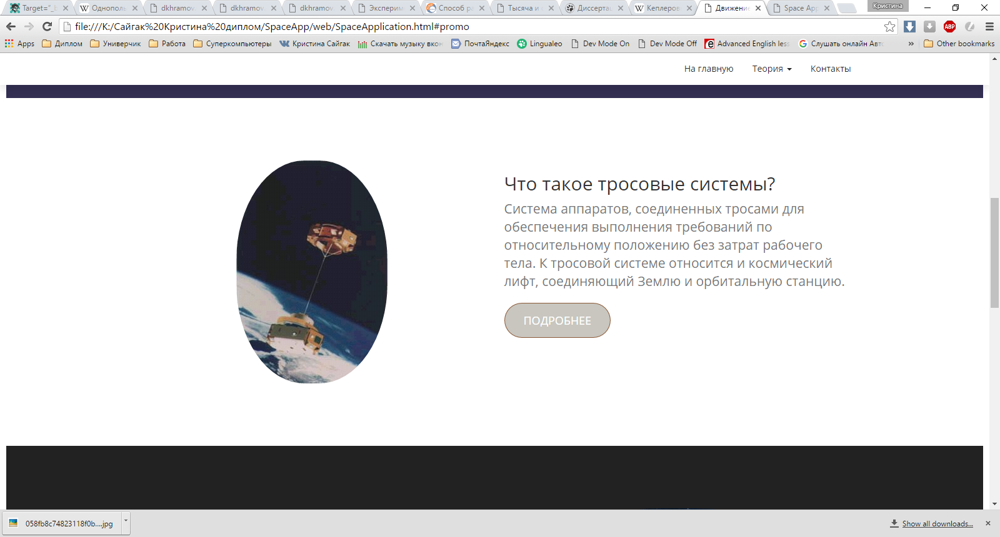 Target="_b
Однополь
dkhramov
dkhramov
dkhramov
Эксперим
Способ ра
Тысяча и
Диссертац
Кеплеров
Движение
Space App
Кристина
file:///K:/Сайгак%20Кристина%20диплом/SpaceApp/web/SpaceApplication.html#promo
ABP
Apps
Диплом
Универчик
Работа
Суперкомпьютеры
Кристина Сайгак
Скачать музыку вкон
ПочтаЯндекс
Lingualeo
Dev Mode On
Dev Mode Off
Advanced English less
Слушать онлайн Авто
»
Other bookmarks
На главную
Теория
Контакты
Что такое тросовые системы?
Система аппаратов, соединенных тросами для
обеспечения выполнения требований по
относительному положению без затрат рабочего
тела. К тросовой системе относится и космический
лифт, соединяющий Землю и орбитальную станцию.
ПОДРОБНЕЕ
058fb8c74823118f0b....jpg
Show all downloads...